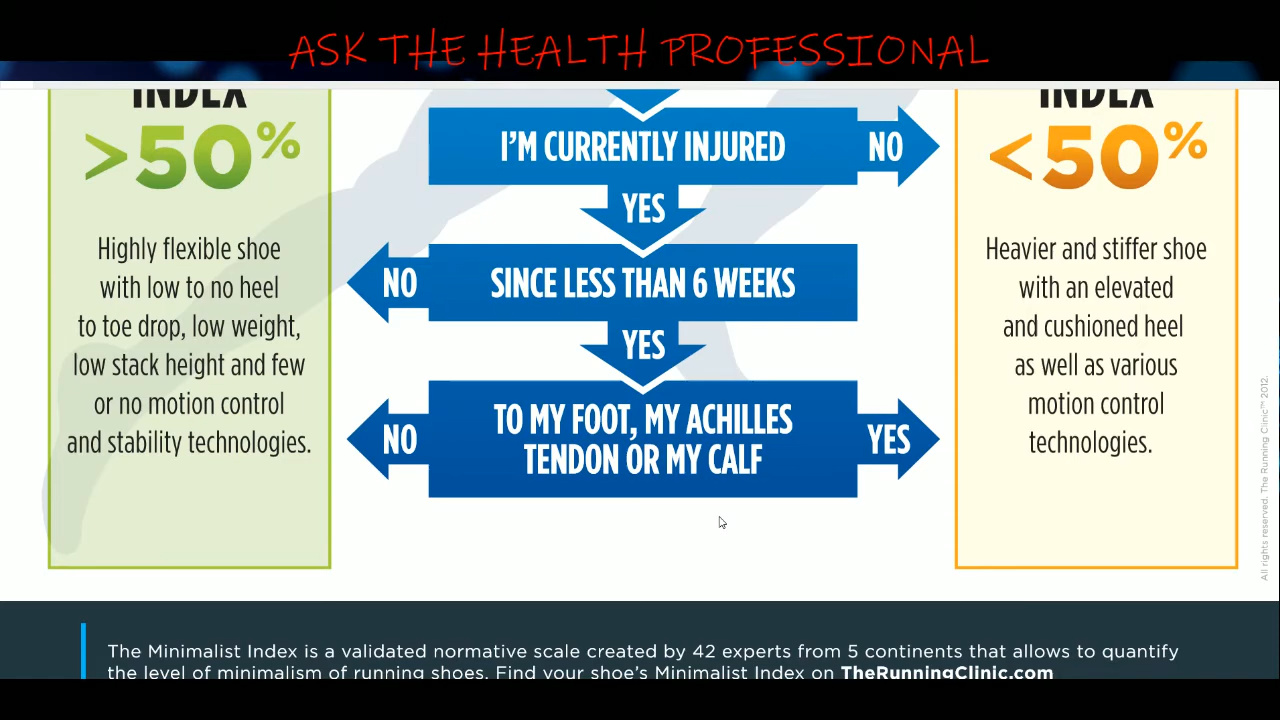 ASK THE HEALTH PROFESSIONAL
INDEX
>50%
Highly flexible shoe
with low to no heel
to toe drop, low weight,
low stack height and few
or no motion control
and stability technologies.
I'M CURRENTLY INJURED
NO
YES
NO
SINCE LESS THAN 6 WEEKS
YES
NO
TO MY FOOT, MY ACHILLES
TENDON OR MY CALF
YES
INDEX
<50%
Heavier and stiffer shoe
with an elevated
and cushioned heel
as well as various
motion control
technologies.
All rights reserved. The Running Clinic™ 2012.
The Minimalist Index is a validated normative scale created by 42 experts from 5 continents that allows to quantify
the level of minimalism of running shoes. Find your shoe's Minimalist Index on TheRunningClinic.com